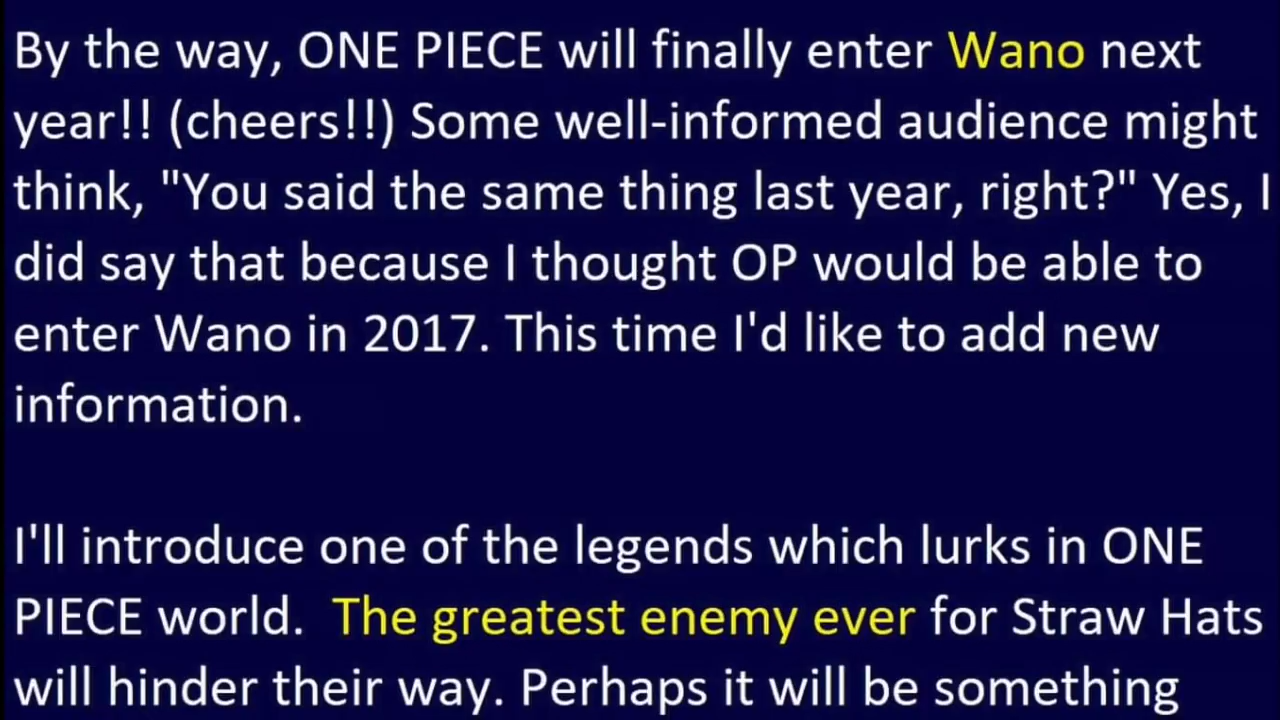 By the way, ONE PIECE will finally enter Wano next
year!! (cheers!!) Some well-informed audience might
think, "You said the same thing last year, right?" Yes, I
did say that because I thought OP would be able to
enter Wano in 2017. This time I'd like to add new
information.
I'll introduce one of the legends which lurks in ONE
PIECE world.  The greatest enemy ever for Straw Hats
will hinder their way. Perhaps it will be something